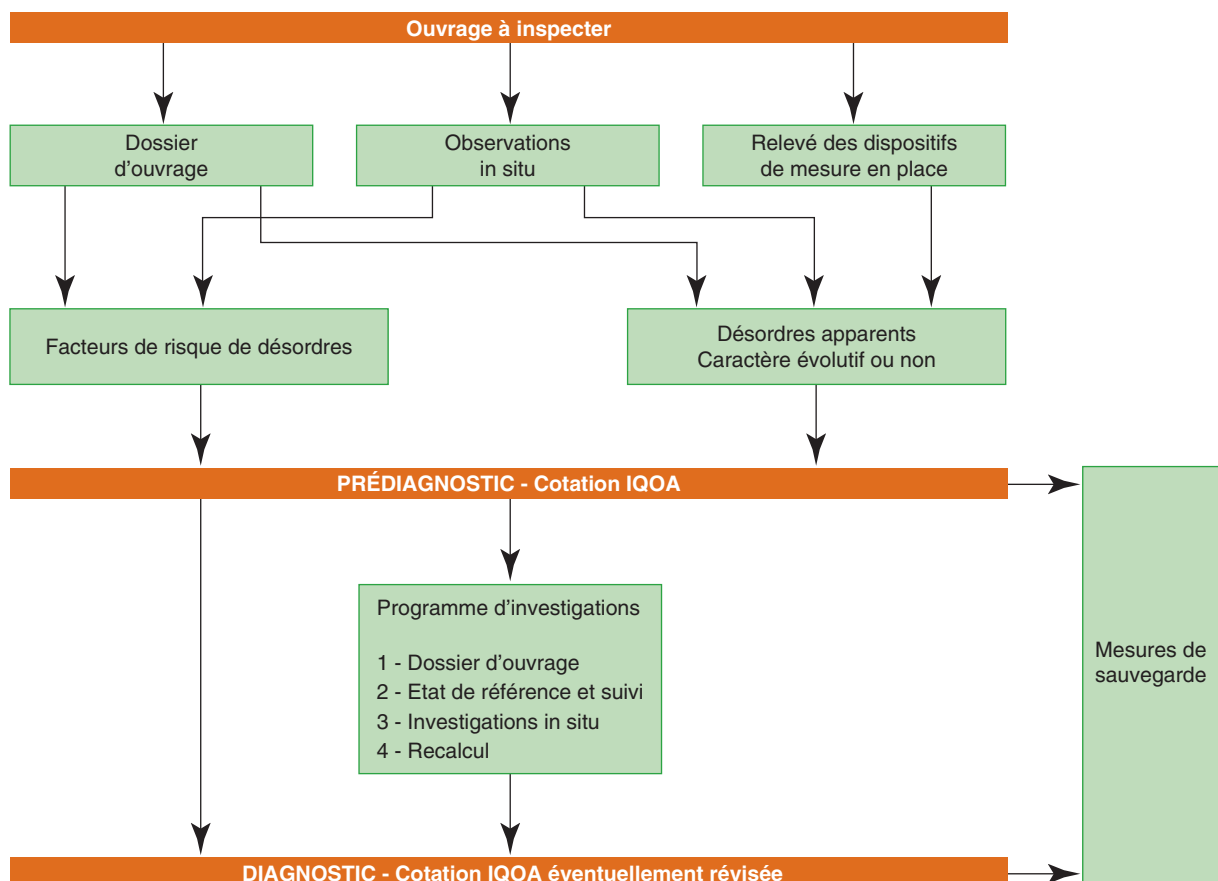 Ouvrage à inspecter
Dossier
d'ouvrage
Observations
in situ
Relevé des dispositifs
de mesure en place
Facteurs de risque de désordres
Désordres apparents
Caractère évolutif ou non
PRÉDIAGNOSTIC - Cotation IQOA
Programme d'investigations
1 - Dossier d'ouvrage
2 - Etat de référence et suivi
3 - Investigations in situ
4 - Recalcul
Mesures de
sauvegarde
DIAGNOSTIC - Cotation IQOA éventuellement révisée